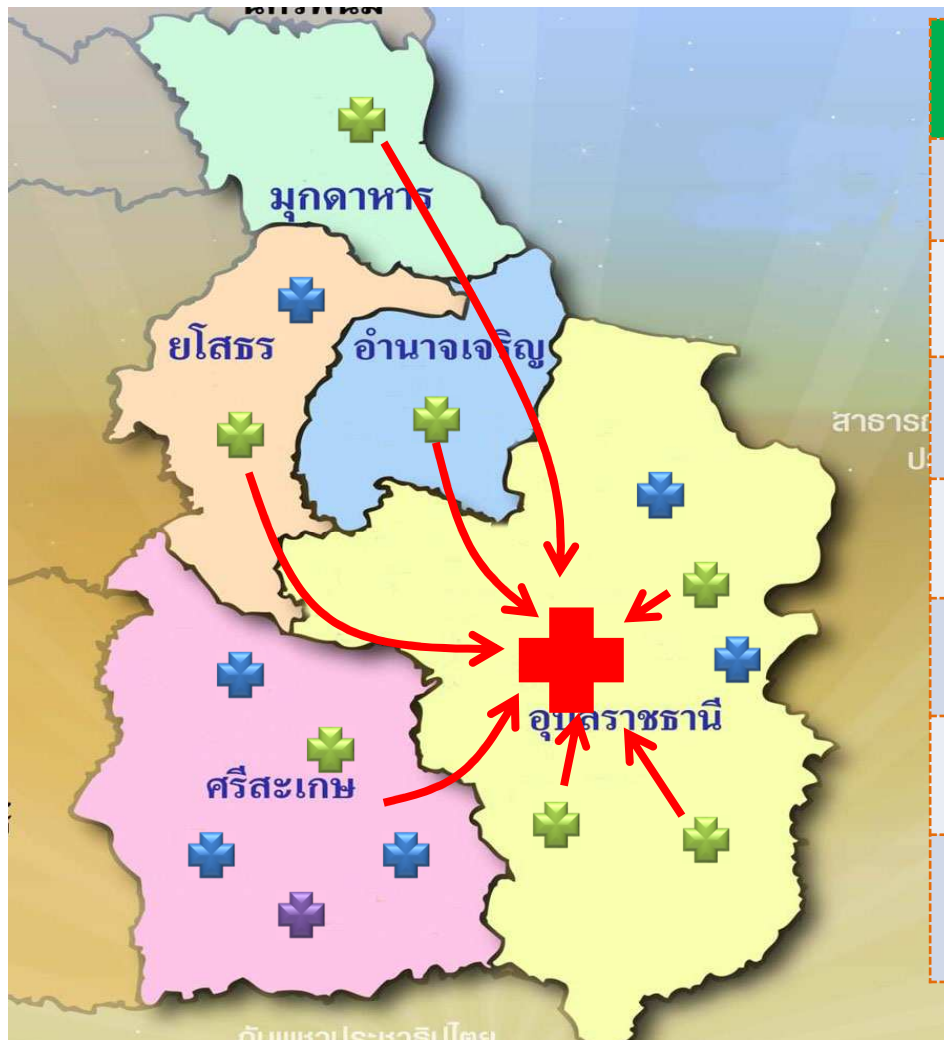 มุกดาหาร
ยโสธร
อำนาจเจริญ
อุบลราชธานี
ศรีสะเกษ